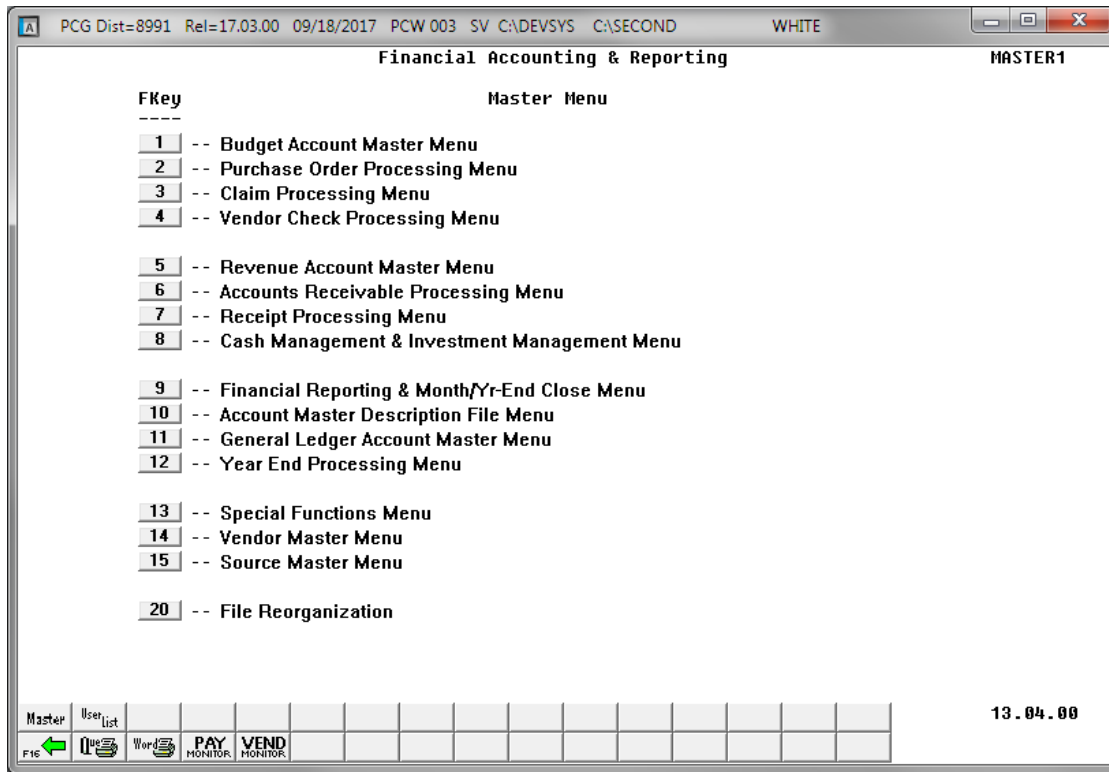 A PCG Dist=8991 Rel=17.03.00 09/18/2017 PCW 003 SV C:\DEVSYS C:\SECOND WHITE
Financial Accounting & Reporting MASTER1
FKey Master Menu
----
1 -- Budget Account Master Menu
2 -- Purchase Order Processing Menu
3 -- Claim Processing Menu
4 -- Vendor Check Processing Menu
5 -- Revenue Account Master Menu
6 -- Accounts Receivable Processing Menu
7 -- Receipt Processing Menu
8 -- Cash Management & Investment Management Menu
9 -- Financial Reporting & Month/Yr-End Close Menu
10 -- Account Master Description File Menu
11 -- General Ledger Account Master Menu
12 -- Year End Processing Menu
13 -- Special Functions Menu
14 -- Vendor Master Menu
15 -- Source Master Menu
20 -- File Reorganization
Master User List 13.04.00
F16 Que Word PAY MONITOR VEND MONITOR